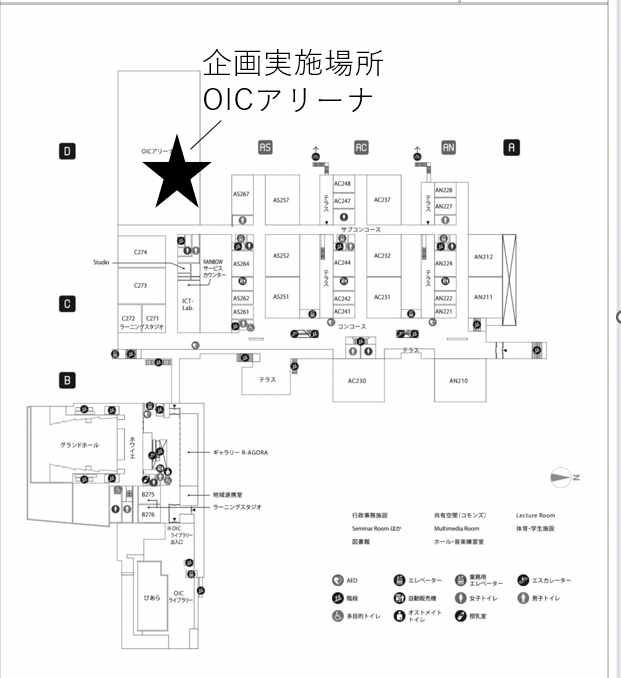 企画実施場所
OICアリーナ
D
OICアリーナ
AS
AC
AN
A
AS267
AS257
テラス
AC248
AC247
AC237
テラス
AN228
AN227
サブコンコース
C274
Studio
RAINBOW
サービス
カウンター
AS264
AS252
テラス
AC244
AC232
テラス
AN224
AN212
C
C273
ICT-
Lab.
AS262
AS261
AS251
AC242
AC241
AC231
AN222
AN221
AN211
C272
C271
ラーニングスタジオ
コンコース
テラス
B
テラス
AC230
AN210
グランドホール
ホワイエ
ギャラリー R-AGORA
B275
B276
地域連携室
ラーニングスタジオ
※OIC
ライブラリー
出入口
ぴあら
OIC
ライブラリー
N
行政事務施設
共有空間（コモンズ）
Lecture Room
Seminar Room ほか
Multimedia Room
体育・学生施設
図書館
ホール・音楽練習室
AED
エレベーター
業務用
エレベーター
エスカレーター
階段
自動販売機
女子トイレ
男子トイレ
多目的トイレ
オストメイト
トイレ
授乳室